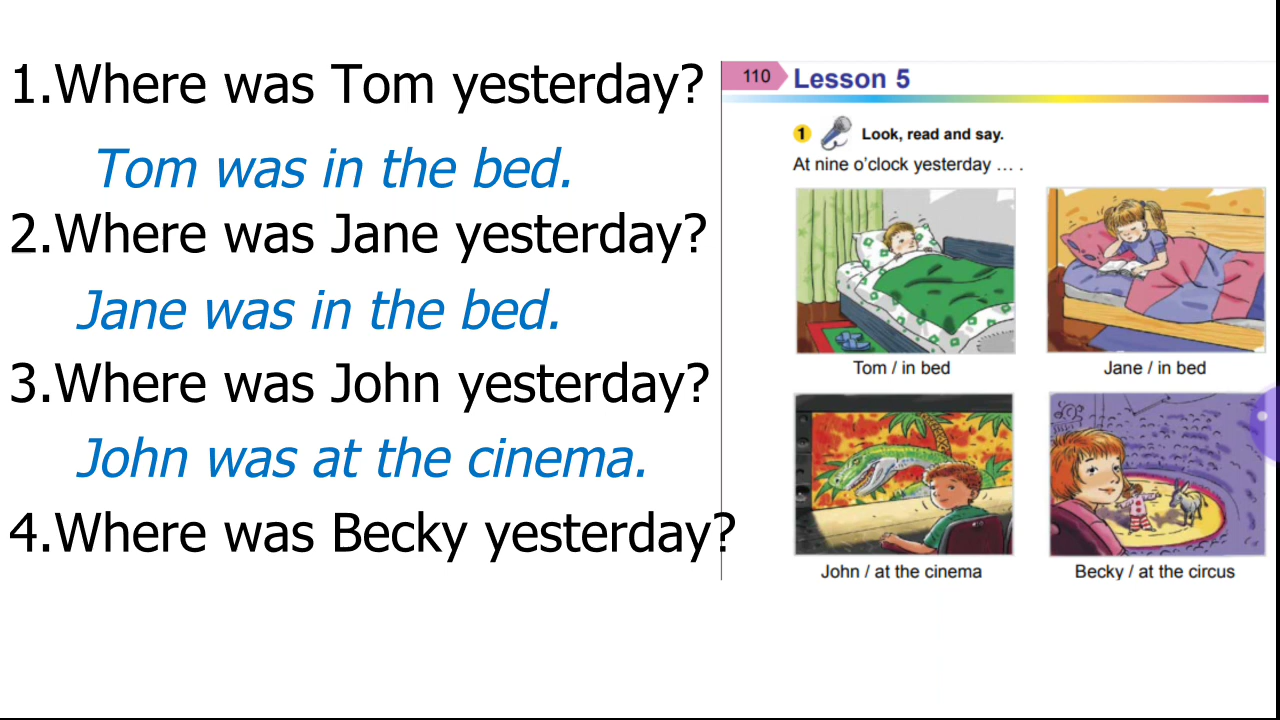 1.Where was Tom yesterday?
Tom was in the bed.
2.Where was Jane yesterday?
Jane was in the bed.
3.Where was John yesterday?
John was at the cinema.
4.Where was Becky yesterday?
110 Lesson 5
1 Look, read and say.
At nine o'clock yesterday ... .
Tom / in bed
Jane / in bed
John / at the cinema
Becky / at the circus